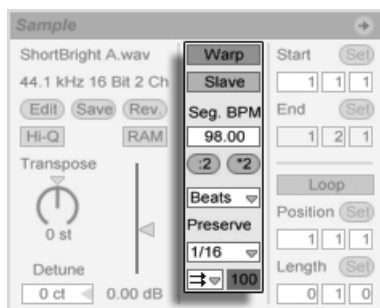 Sample
ShortBright A.wav
44.1 kHz 16 Bit 2 Ch
Edit Save Rev.
Hi-Q RAM
Transpose
0 st
Detune
0 ct 0.00 dB
Warp
Slave
Seg. BPM
98.00
:2 *2
Beats
Preserve
1/16
100
Start Set
1 1 1
End Set
1 2 1
Loop
Position Set
1 1 1
Length Set
0 1 0